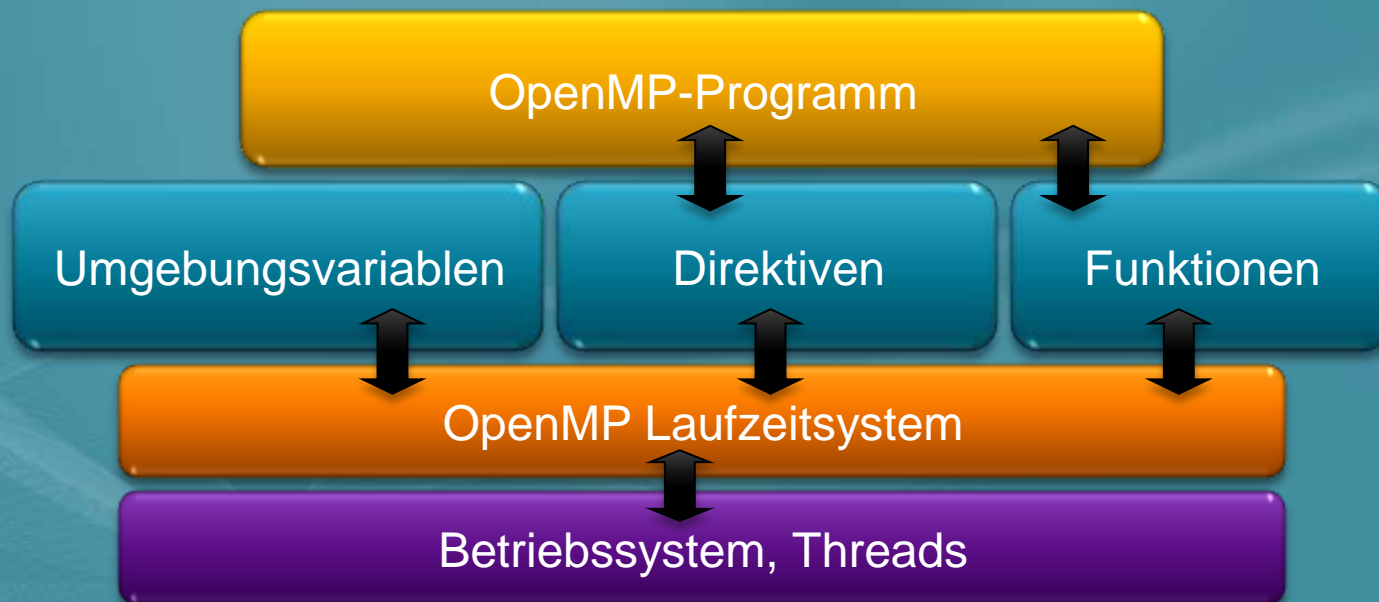 OpenMP-Programm
Umgebungsvariablen
Direktiven
Funktionen
OpenMP Laufzeitsystem
Betriebssystem, Threads